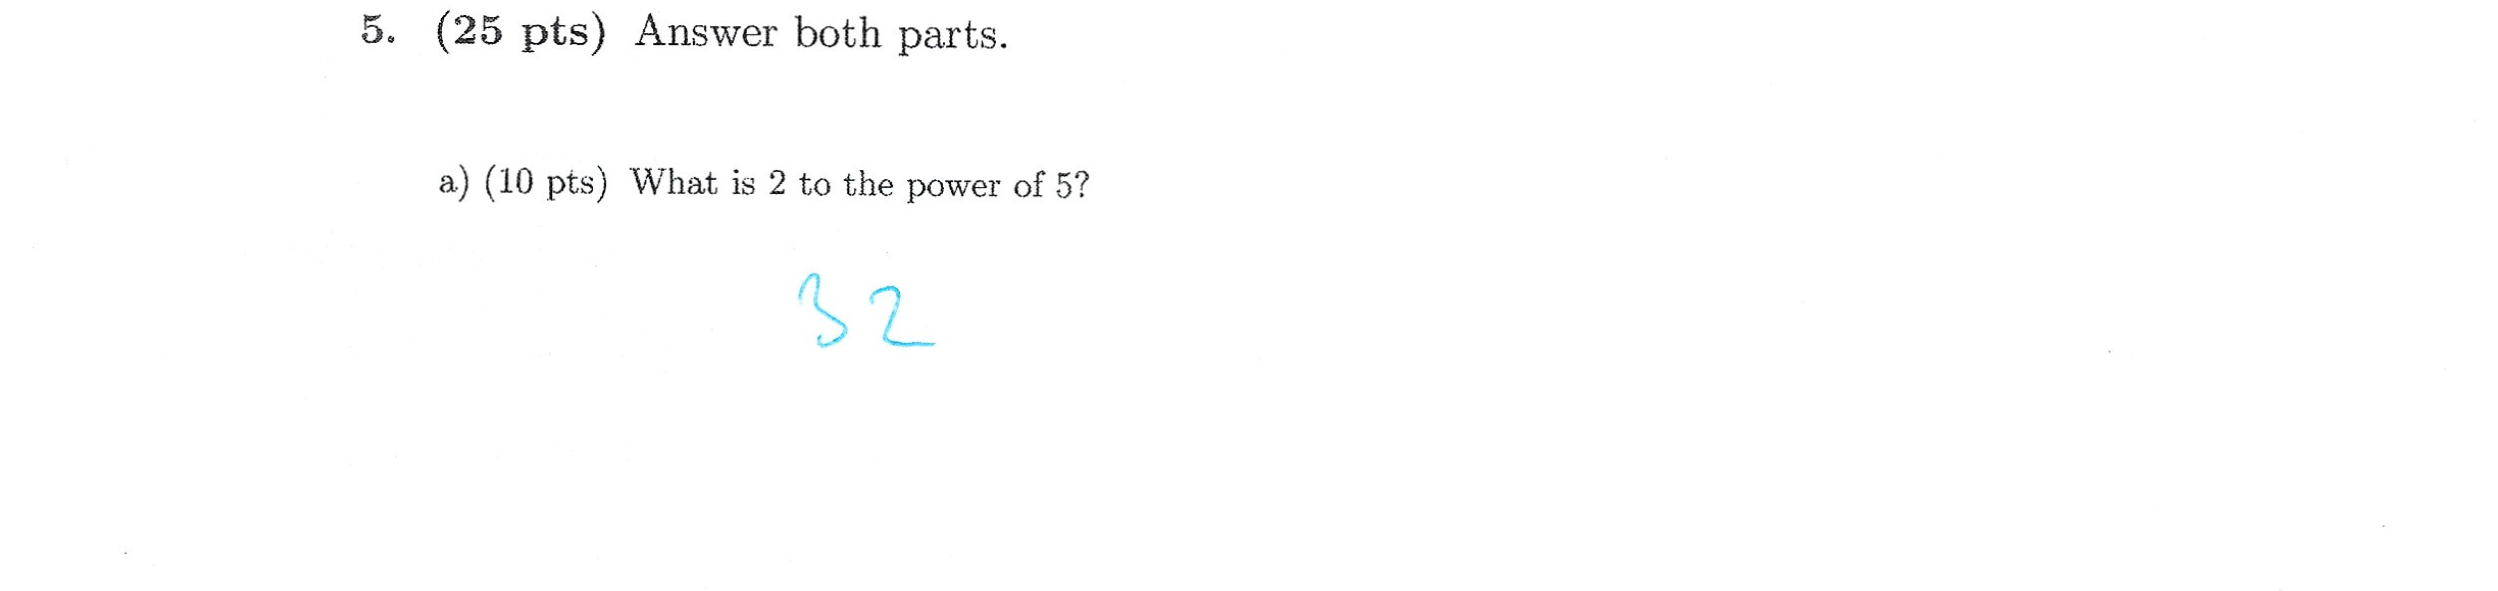 5. (25 pts) Answer both parts.
a) (10 pts) What is 2 to the power of 5?
32